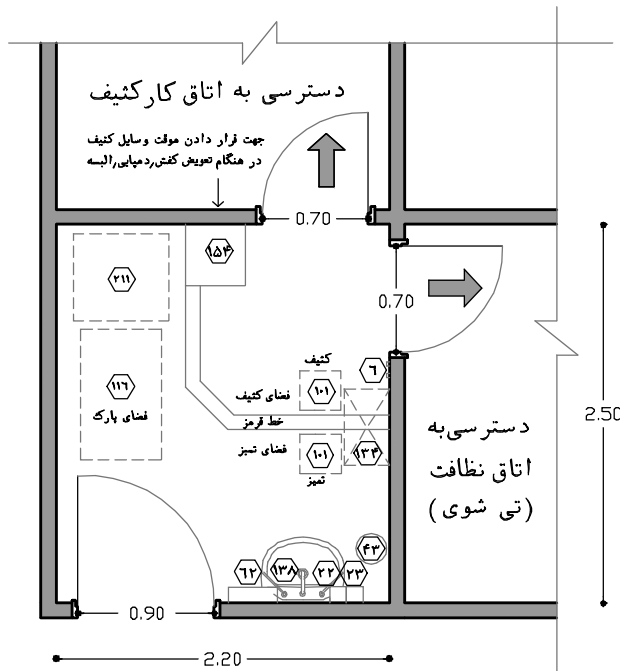 دسترسی به اتاق کارکثیف
جهت قرار دادن موقت وسایل کثیف
در هنگام تعویض کفش,دمپایی,البسه
0.70
۱۵۴
۲۱۱
0.70
۱۱۶
فضای پارک
کثیف
۶
۱۰۱
فضای کثیف
خط قرمز
فضای تمیز
۱۰۱
۱۳۴
تمیز
دسترسی به
اتاق نظافت
(تی شوی)
2.50
۴۳
۶۲
۱۳۸
۲۲
۲۳
0.90
2.20